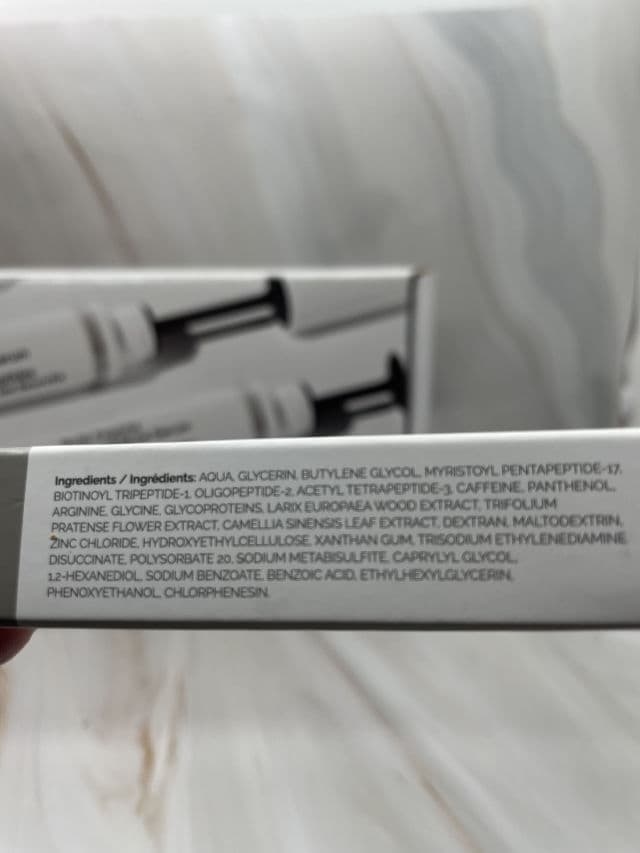 Ingredients / Ingrédients: AQUA, GLYCERIN, BUTYLENE GLYCOL, MYRISTOYL PENTAPEPTIDE-17,
BIOTINOYL TRIPEPTIDE-1, OLIGOPEPTIDE-2, ACETYL TETRAPEPTIDE-3, CAFFEINE, PANTHENOL,
ARGININE, GLYCINE, GLYCOPROTEINS, LARIX EUROPAEA WOOD EXTRACT, TRIFOLIUM
PRATENSE FLOWER EXTRACT, CAMELLIA SINENSIS LEAF EXTRACT, DEXTRAN, MALTODEXTRIN,
ZINC CHLORIDE, HYDROXYETHYLCELLULOSE, XANTHAN GUM, TRISODIUM ETHYLENEDIAMINE
DISUCCINATE, POLYSORBATE 20, SODIUM METABISULFITE, CAPRYLYL GLYCOL,
1,2-HEXANEDIOL, SODIUM BENZOATE, BENZOIC ACID, ETHYLHEXYLGLYCERIN,
PHENOXYETHANOL, CHLORPHENESIN.